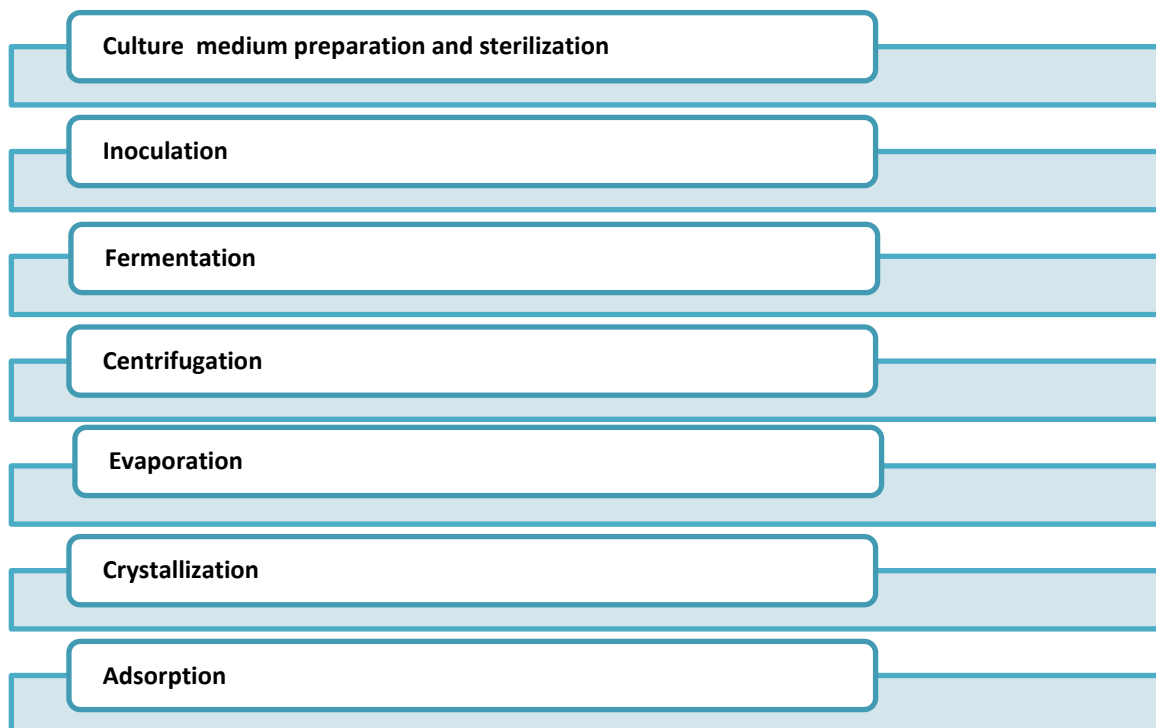 Culture  medium preparation and sterilization
Inoculation
Fermentation
Centrifugation
Evaporation
Crystallization
Adsorption